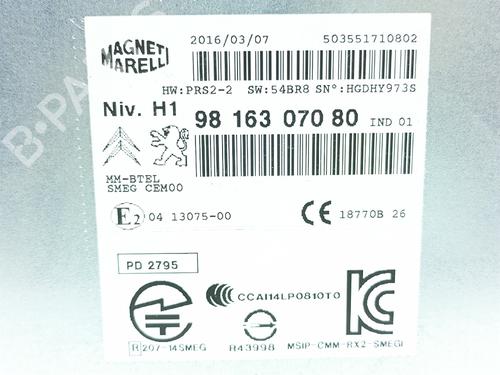 MAGNETI MARELLI
2016/03/07 503551710802
HW:PRS2-2 SW:54BR8 SN°:HGDHY973S
Niv. H1 98 163 070 80 IND 01
MM-BTEL
SMEG CEM00
E2 04 13075-00 CE 18770B 26
PD 2795
CCAI14LP0810T0
R 207-14SMEG R43998 MSIP-CMM-RX2-SMEGI
B-PA